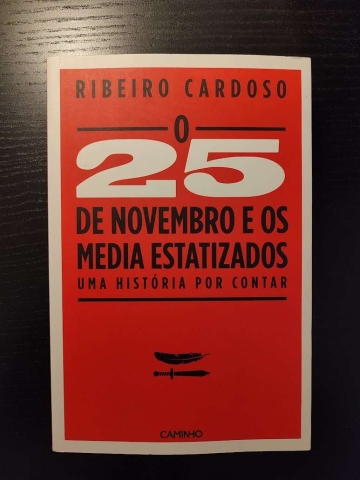 RIBEIRO CARDOSO
O
25
DE NOVEMBRO E OS
MEDIA ESTATIZADOS
UMA HISTÓRIA POR CONTAR
CAMINHO